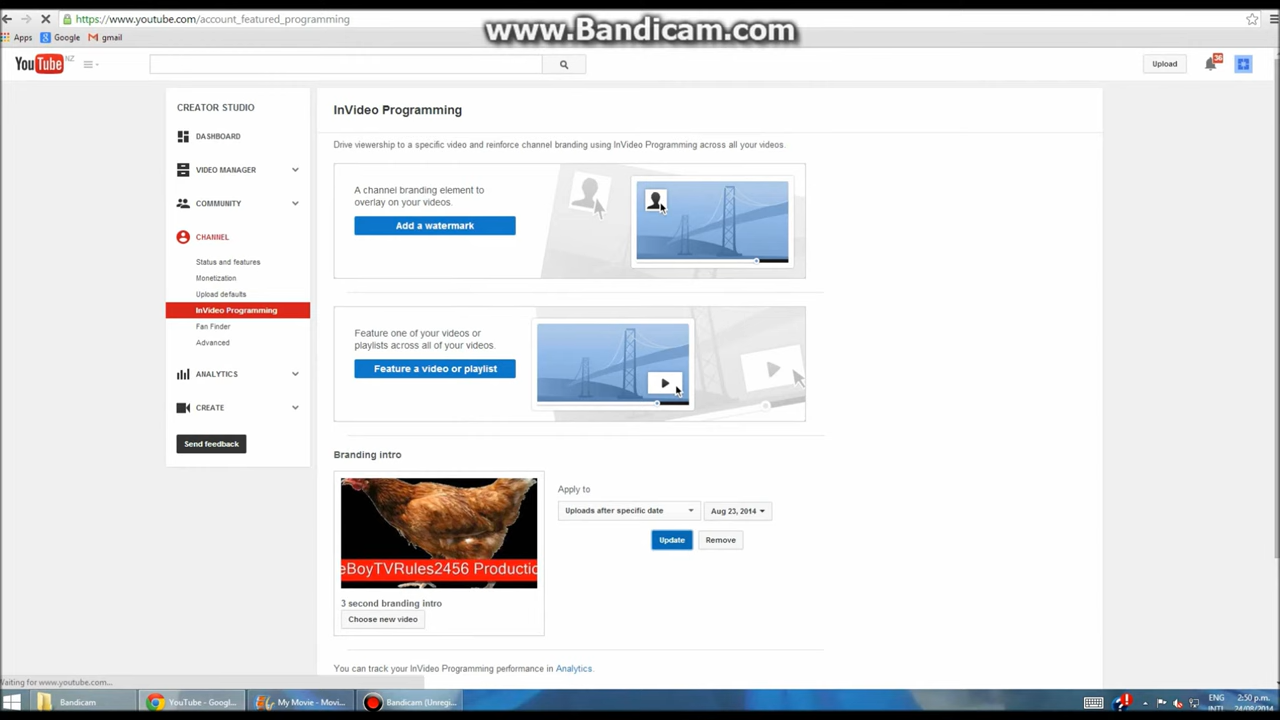 https://www.youtube.com/account_featured_programming
www.Bandicam.com
Apps Google gmail
YouTube NZ
Upload
36
CREATOR STUDIO
DASHBOARD
VIDEO MANAGER
COMMUNITY
CHANNEL
Status and features
Monetization
Upload defaults
InVideo Programming
Fan Finder
Advanced
ANALYTICS
CREATE
Send feedback
InVideo Programming
Drive viewership to a specific video and reinforce channel branding using InVideo Programming across all your videos.
A channel branding element to
overlay on your videos.
Add a watermark
Feature one of your videos or
playlists across all of your videos.
Feature a video or playlist
Branding intro
eBoyTVRules2456 Productio
3 second branding intro
Choose new video
Apply to
Uploads after specific date
Aug 23, 2014
Update
Remove
You can track your InVideo Programming performance in Analytics.
Waiting for www.youtube.com...
Bandicam
YouTube - Googl...
My Movie - Movi...
Bandicam (Unregi...
ENG
INTL
2:50 p.m.
24/08/2014